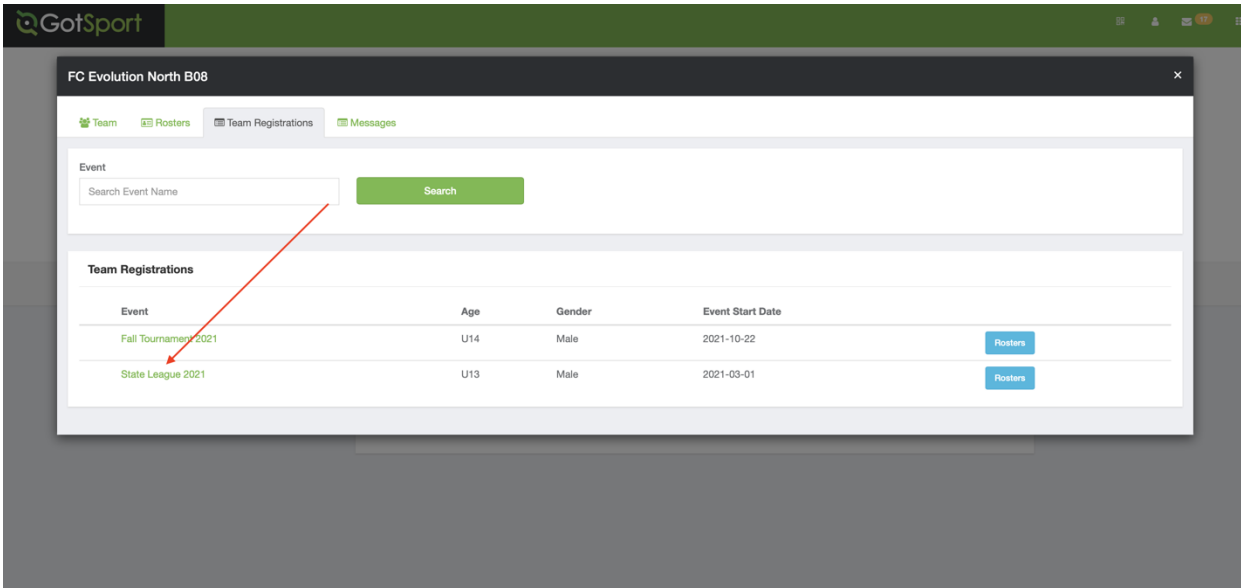 GotSport
17
FC Evolution North B08 ×
Team Rosters Team Registrations Messages
Event
Search Event Name Search
Team Registrations
Event Age Gender Event Start Date
Fall Tournament 2021 U14 Male 2021-10-22 Rosters
State League 2021 U13 Male 2021-03-01 Rosters